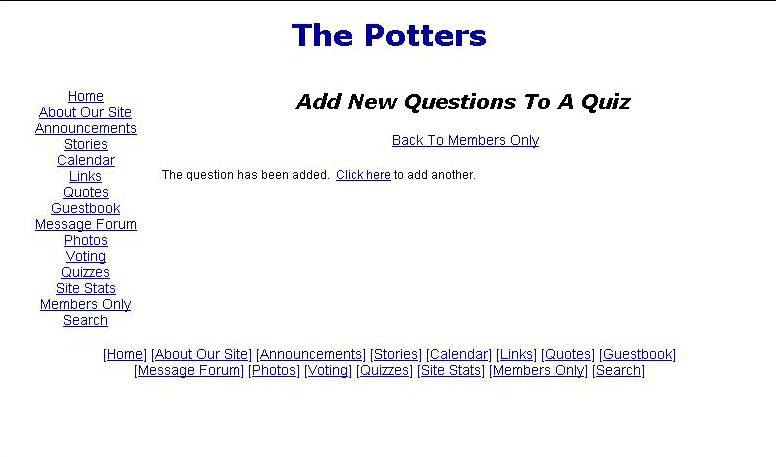 The Potters
Home
About Our Site
Announcements
Stories
Calendar
Links
Quotes
Guestbook
Message Forum
Photos
Voting
Quizzes
Site Stats
Members Only
Search
Add New Questions To A Quiz
Back To Members Only
The question has been added. Click here to add another.
[Home] [About Our Site] [Announcements] [Stories] [Calendar] [Links] [Quotes] [Guestbook]
[Message Forum] [Photos] [Voting] [Quizzes] [Site Stats] [Members Only] [Search]